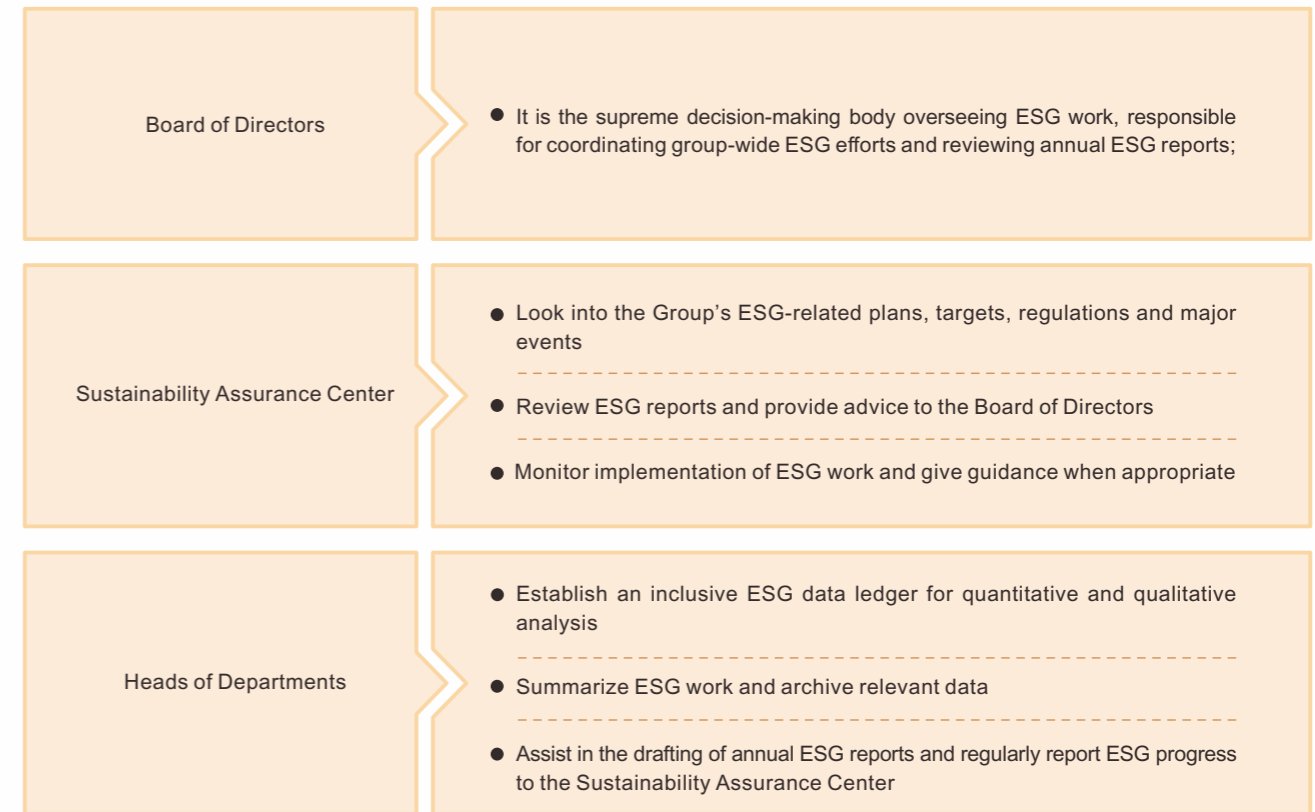 Board of Directors
● It is the supreme decision-making body overseeing ESG work, responsible
for coordinating group-wide ESG efforts and reviewing annual ESG reports;
Sustainability Assurance Center
● Look into the Group’s ESG-related plans, targets, regulations and major
events
● Review ESG reports and provide advice to the Board of Directors
● Monitor implementation of ESG work and give guidance when appropriate
Heads of Departments
● Establish an inclusive ESG data ledger for quantitative and qualitative
analysis
● Summarize ESG work and archive relevant data
● Assist in the drafting of annual ESG reports and regularly report ESG progress
to the Sustainability Assurance Center